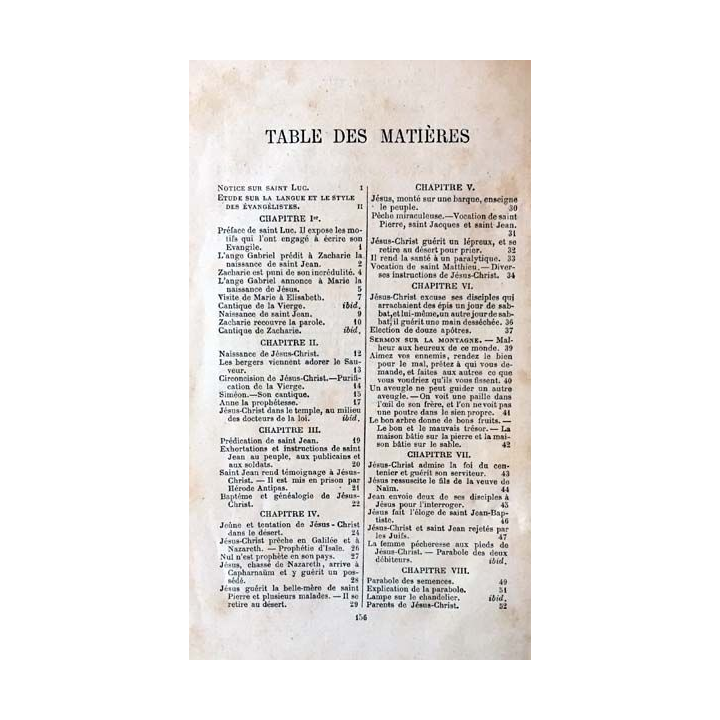 TABLE DES MATIÈRES
NOTICE SUR SAINT LUC. I
ETUDE SUR LA LANGUE ET LE STYLE
DES ÉVANGÉLISTES. II
CHAPITRE Ier.
Préface de saint Luc. Il expose les mo-
tifs qui l'ont engagé à écrire son
Evangile. 1
L'ange Gabriel prédit à Zacharie la
naissance de saint Jean. 2
Zacharie est puni de son incrédulité. 4
L'ange Gabriel annonce à Marie la
naissance de Jésus. 5
Visite de Marie à Elisabeth. 7
Cantique de la Vierge. ibid.
Naissance de saint Jean. 9
Zacharie recouvre la parole. 10
Cantique de Zacharie. ibid.
CHAPITRE II.
Naissance de Jésus-Christ. 12
Les bergers viennent adorer le Sau-
veur. 13
Circoncision de Jésus-Christ.—Purifi-
cation de la Vierge. 14
Siméon.—Son cantique. 15
Anne la prophétesse. 17
Jésus-Christ dans le temple, au milieu
des docteurs de la loi. ibid.
CHAPITRE III.
Prédication de saint Jean. 19
Exhortations et instructions de saint
Jean au peuple, aux publicains et
aux soldats. 20
Saint Jean rend témoignage à Jésus-
Christ. — Il est mis en prison par
Hérode Antipas. 21
Baptême et généalogie de Jésus-
Christ. 22
CHAPITRE IV.
Jeûne et tentation de Jésus-Christ
dans le désert. 24
Jésus-Christ prêche en Galilée et à
Nazareth. — Prophétie d'Isaïe. 26
Nul n'est prophète en son pays. 27
Jésus, chassé de Nazareth, arrive à
Capharnaüm et y guérit un pos-
sédé. 28
Jésus guérit la belle-mère de saint
Pierre et plusieurs malades. — Il se
retire au désert. 29
CHAPITRE V.
Jésus, monté sur une barque, enseigne
le peuple. 30
Pêche miraculeuse.—Vocation de saint
Pierre, saint Jacques et saint Jean.
31
Jésus-Christ guérit un lépreux, et se
retire au désert pour prier. 32
Il rend la santé à un paralytique. 33
Vocation de saint Matthieu. — Diver-
ses instructions de Jésus-Christ. 34
CHAPITRE VI.
Jésus-Christ excuse ses disciples qui
arrachaient des épis un jour de sab-
bat, et lui-même, un autre jour de sab-
bat, il guérit une main desséchée. 36
Election de douze apôtres. 37
SERMON SUR LA MONTAGNE. — Mal-
heur aux heureux de ce monde. 39
Aimez vos ennemis, rendez le bien
pour le mal, prêtez à qui vous de-
mande, et faites aux autres ce que
vous voudriez qu'ils vous fissent. 40
Un aveugle ne peut guider un autre
aveugle. — On voit une paille dans
l'œil de son frère, et l'on ne voit pas
une poutre dans le sien propre. 41
Le bon arbre donne de bons fruits. —
Le bon et le mauvais trésor. — La
maison bâtie sur la pierre et la mai-
son bâtie sur le sable. 42
CHAPITRE VII.
Jésus-Christ admire la foi du cen-
tenier et guérit son serviteur. 43
Jésus ressuscite le fils de la veuve de
Naïm. 44
Jean envoie deux de ses disciples à
Jésus pour l'interroger. 45
Jésus fait l'éloge de saint Jean-Bap-
tiste. 46
Jésus-Christ et saint Jean rejetés par
les Juifs. 47
La femme pécheresse aux pieds de
Jésus-Christ. — Parabole des deux
débiteurs. ibid.
CHAPITRE VIII.
Parabole des semences. 49
Explication de la parabole. 51
Lampe sur le chandelier. ibid.
Parents de Jésus-Christ. 52
156